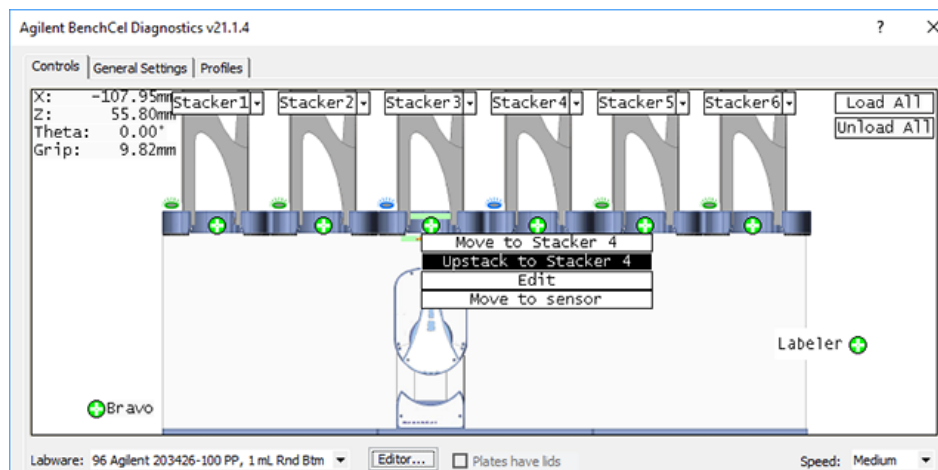 Agilent BenchCel Diagnostics v21.1.4
Controls General Settings Profiles
X: -107.95mm
Z: 55.80mm
Theta: 0.00°
Grip: 9.82mm
Stacker1 Stacker2 Stacker3 Stacker4 Stacker5 Stacker6
Load All
Unload All
Move to Stacker 4
Upstack to Stacker 4
Edit
Move to sensor
Labeler
Bravo
Labware: 96 Agilent 203426-100 PP, 1 mL Rnd Btm Editor... Plates have lids Speed: Medium